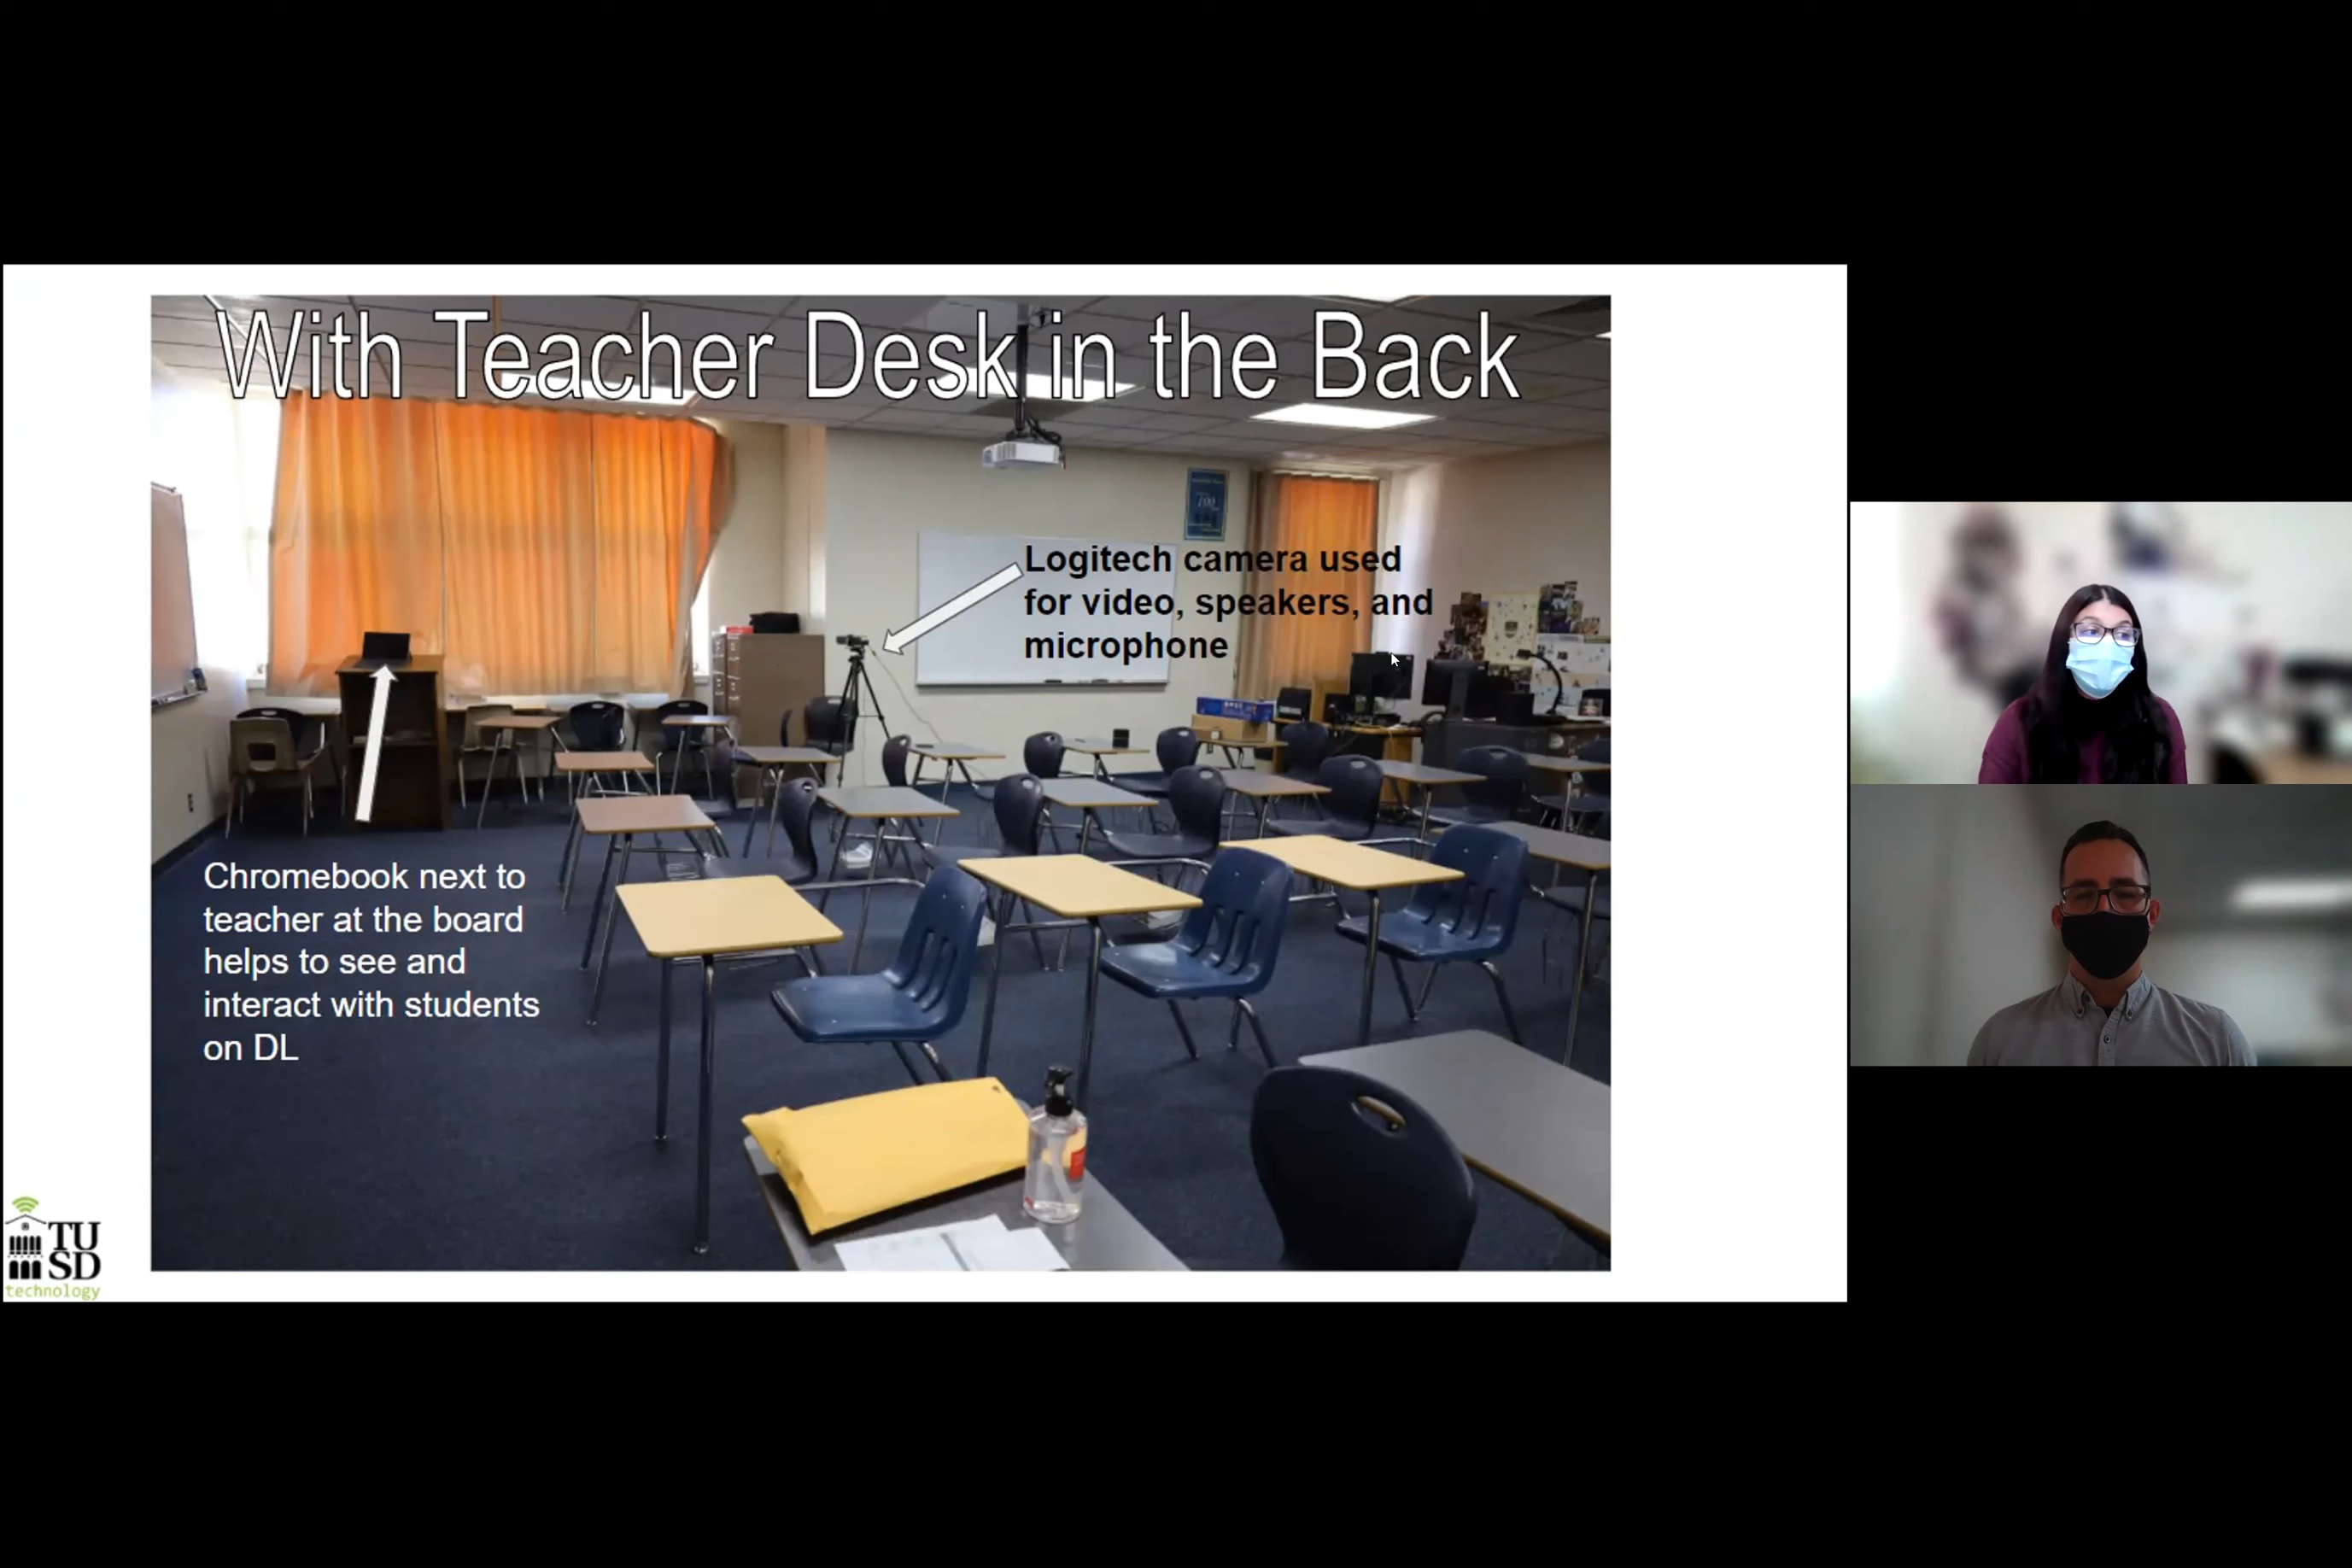 With Teacher Desk in the Back
Logitech camera used
for video, speakers, and
microphone
Chromebook next to
teacher at the board
helps to see and
interact with students
on DL
TU
SD
technology